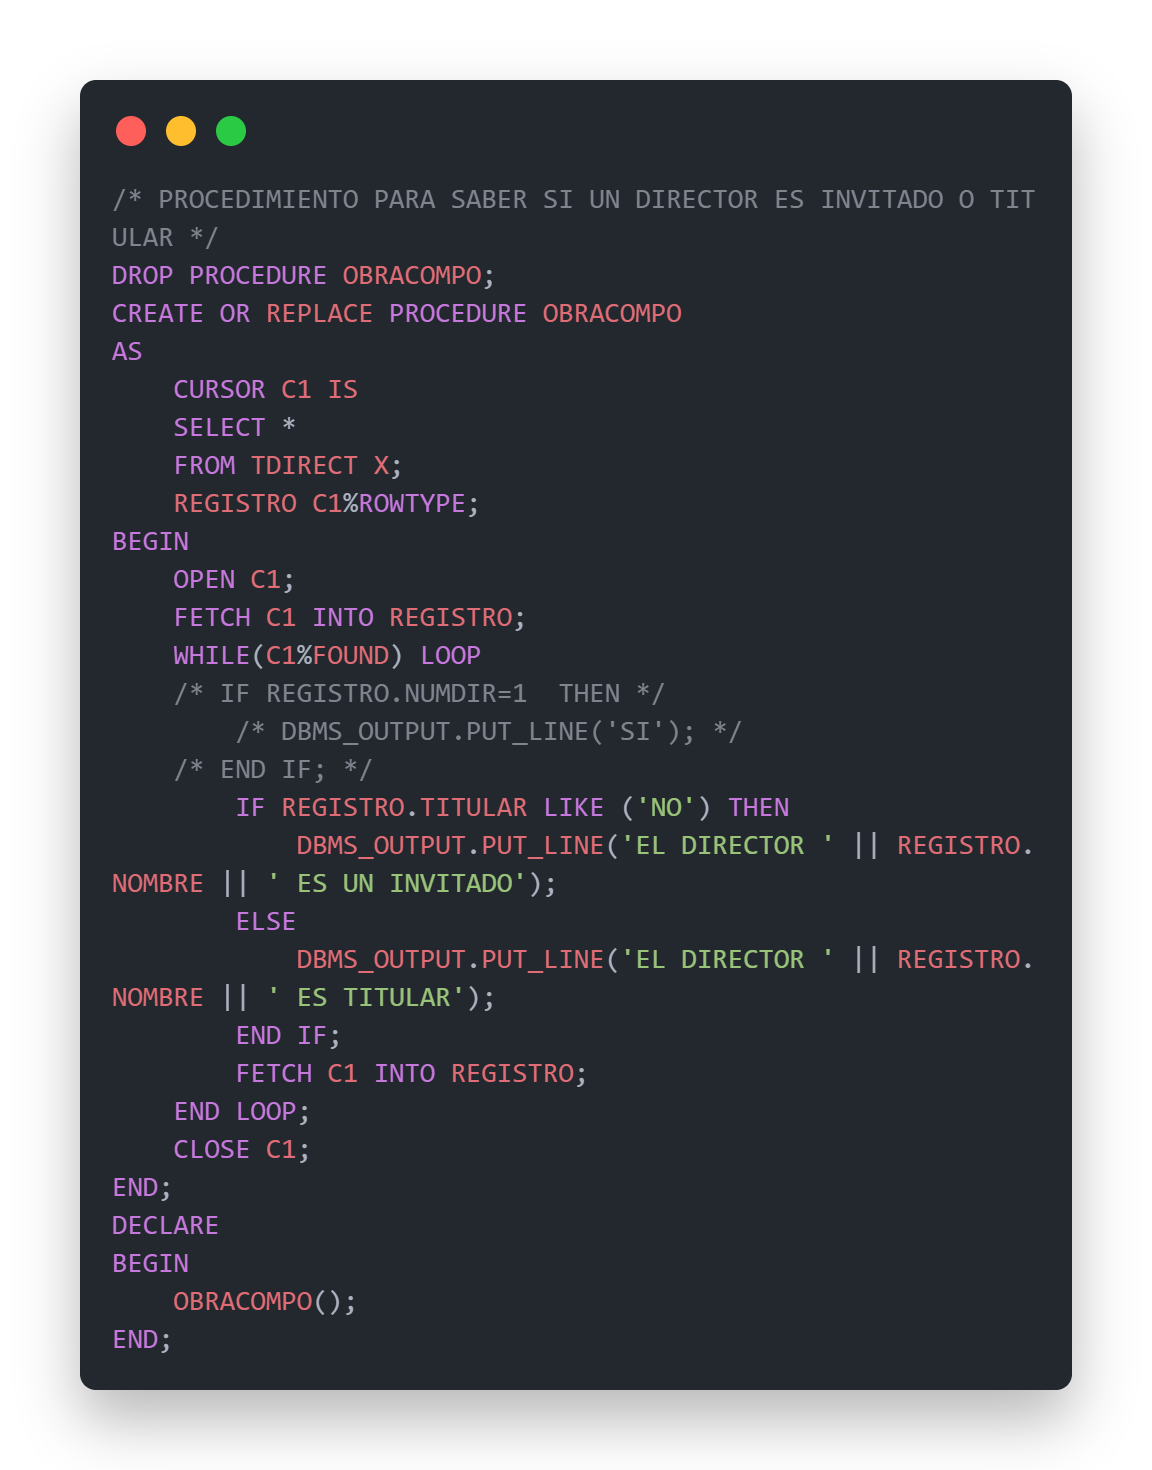 /* PROCEDIMIENTO PARA SABER SI UN DIRECTOR ES INVITADO O TIT
ULAR */
DROP PROCEDURE OBRACOMPO;
CREATE OR REPLACE PROCEDURE OBRACOMPO
AS
    CURSOR C1 IS
    SELECT *
    FROM TDIRECT X;
    REGISTRO C1%ROWTYPE;
BEGIN
    OPEN C1;
    FETCH C1 INTO REGISTRO;
    WHILE(C1%FOUND) LOOP
    /* IF REGISTRO.NUMDIR=1  THEN */
        /* DBMS_OUTPUT.PUT_LINE('SI'); */
    /* END IF; */
        IF REGISTRO.TITULAR LIKE ('NO') THEN
            DBMS_OUTPUT.PUT_LINE('EL DIRECTOR ' || REGISTRO.
NOMBRE || ' ES UN INVITADO');
        ELSE
            DBMS_OUTPUT.PUT_LINE('EL DIRECTOR ' || REGISTRO.
NOMBRE || ' ES TITULAR');
        END IF;
        FETCH C1 INTO REGISTRO;
    END LOOP;
    CLOSE C1;
END;
DECLARE
BEGIN
    OBRACOMPO();
END;